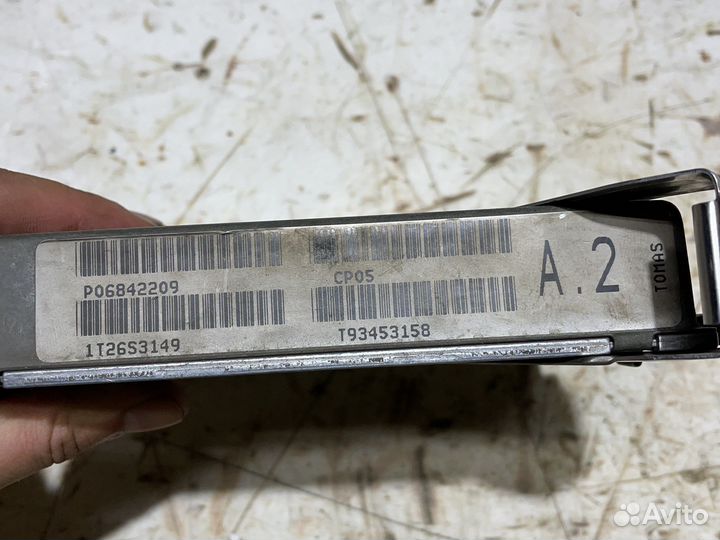 P06842209
CP05
1T26S3149
T93453158
A.2
TOMAS
Avito